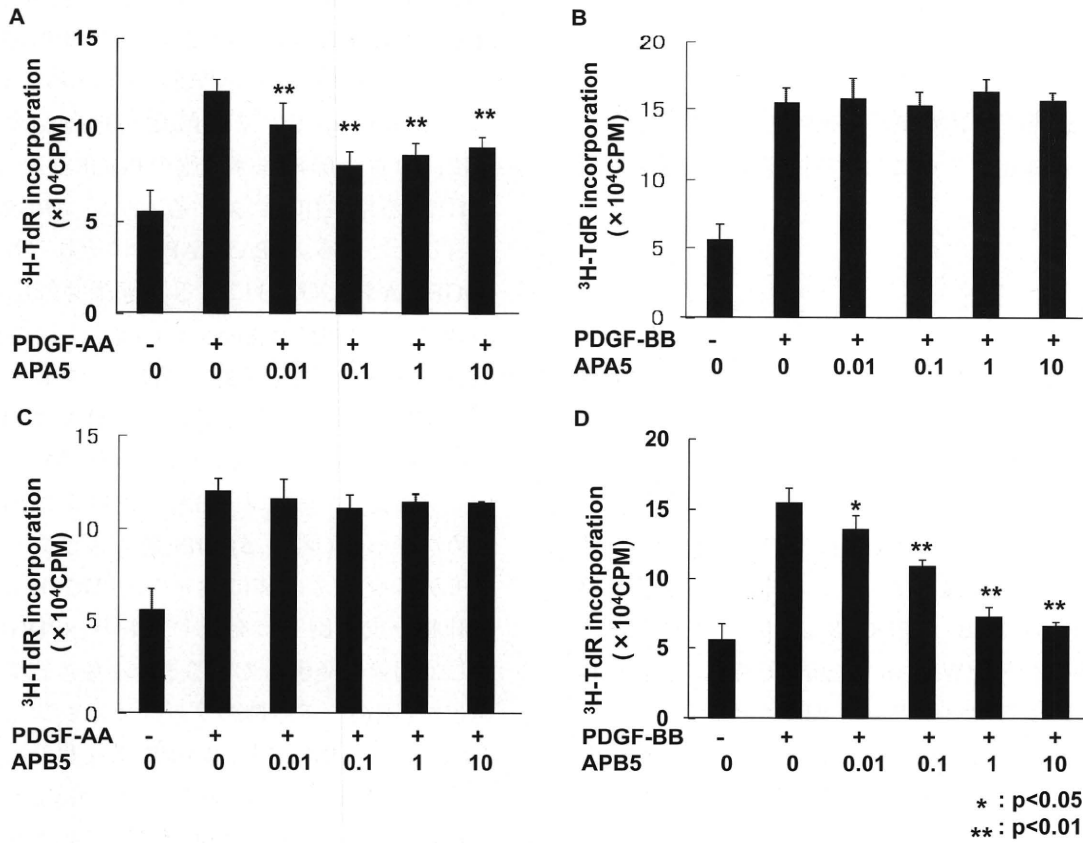 A
³H-TdR incorporation
(×10⁴CPM)
15
10
5
0
**
**
**
**
PDGF-AA - + + + + +
APA5 0 0 0.01 0.1 1 10
B
³H-TdR incorporation
(×10⁴CPM)
20
15
10
5
0
PDGF-BB - + + + + +
APA5 0 0 0.01 0.1 1 10
C
³H-TdR incorporation
(×10⁴CPM)
15
10
5
0
PDGF-AA - + + + + +
APB5 0 0 0.01 0.1 1 10
D
³H-TdR incorporation
(×10⁴CPM)
20
15
10
5
0
*
**
**
**
PDGF-BB - + + + + +
APB5 0 0 0.01 0.1 1 10
* : p<0.05
** : p<0.01